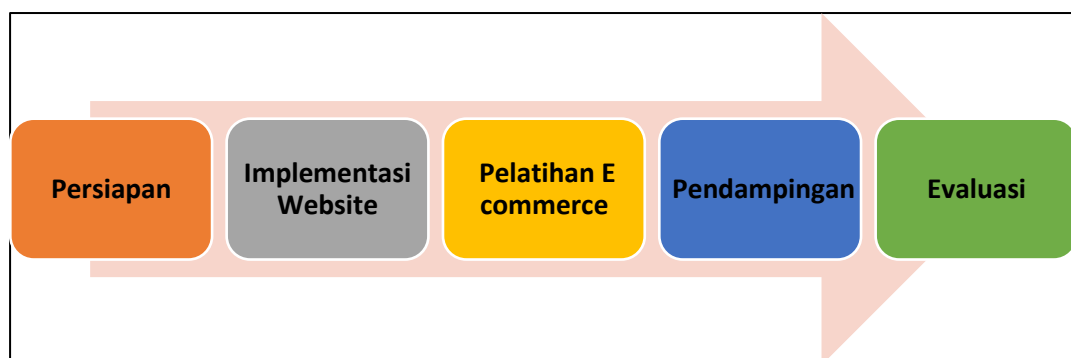 Persiapan
Implementasi
Website
Pelatihan E
commerce
Pendampingan
Evaluasi